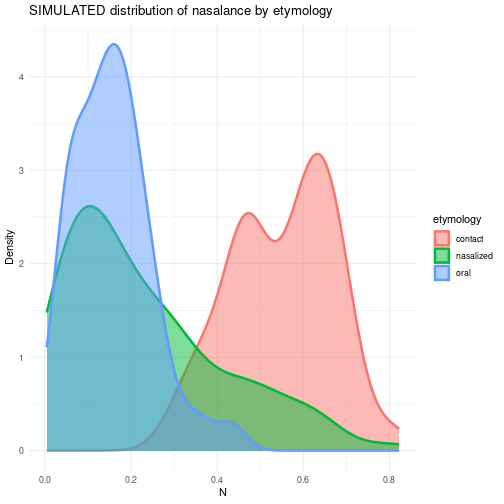 SIMULATED distribution of nasalance by etymology
4
3
2
1
0
Density
0.0 0.2 0.4 0.6 0.8
N
etymology
contact
nasalized
oral